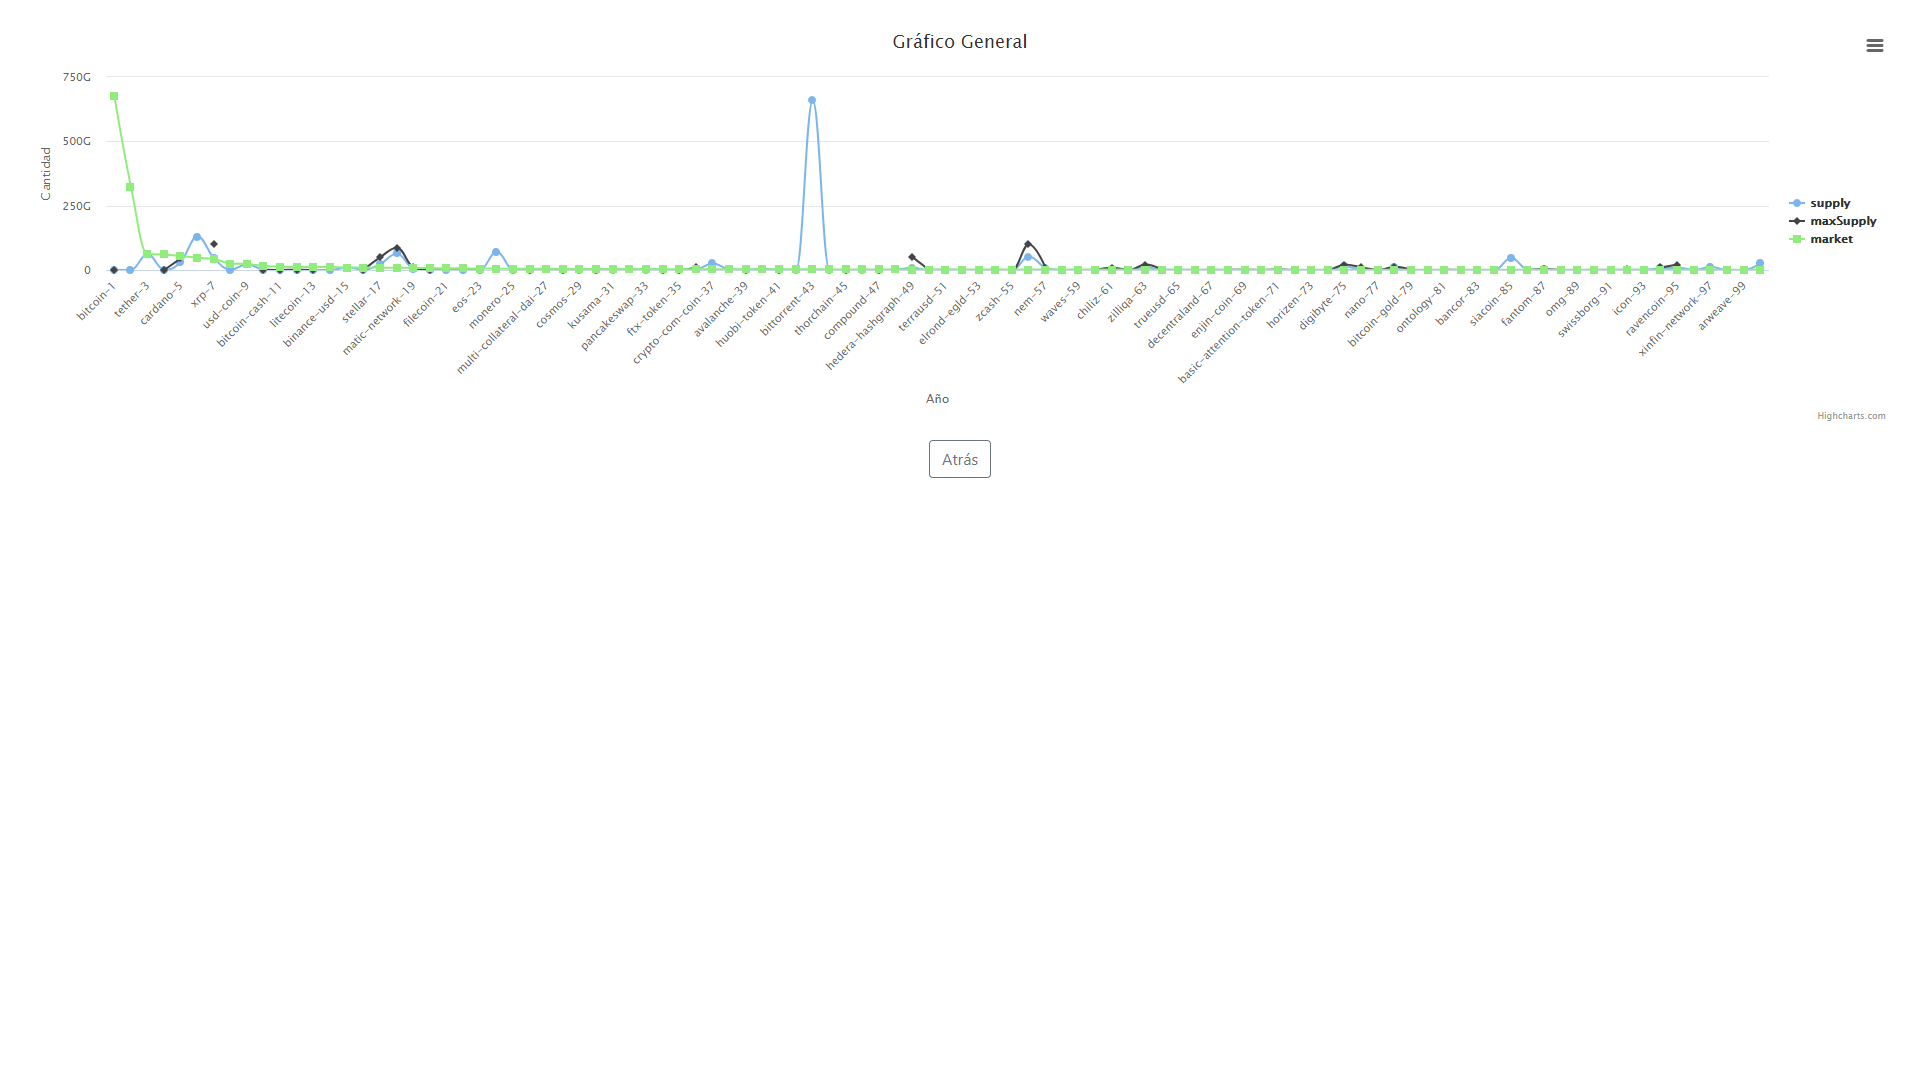 Gráfico General
750G
500G
250G
0
Cantidad
bitcoin-1
tether-3
cardano-5
xrp-7
usd-coin-9
bitcoin-cash-11
litecoin-13
binance-usd-15
stellar-17
matic-network-19
filecoin-21
eos-23
monero-25
multi-collateral-dai-27
cosmos-29
kusama-31
pancakeswap-33
ftx-token-35
crypto-com-coin-37
avalanche-39
huobi-token-41
bittorrent-43
thorchain-45
compound-47
hedera-hashgraph-49
terrausd-51
elrond-egld-53
zcash-55
nem-57
waves-59
chiliz-61
zilliqa-63
trueusd-65
decentraland-67
enjin-coin-69
basic-attention-token-71
horizen-73
digibyte-75
nano-77
bitcoin-gold-79
ontology-81
bancor-83
siacoin-85
fantom-87
omg-89
swissborg-91
icon-93
ravencoin-95
xinfin-network-97
arweave-99
Año
supply
maxSupply
market
Highcharts.com
Atrás